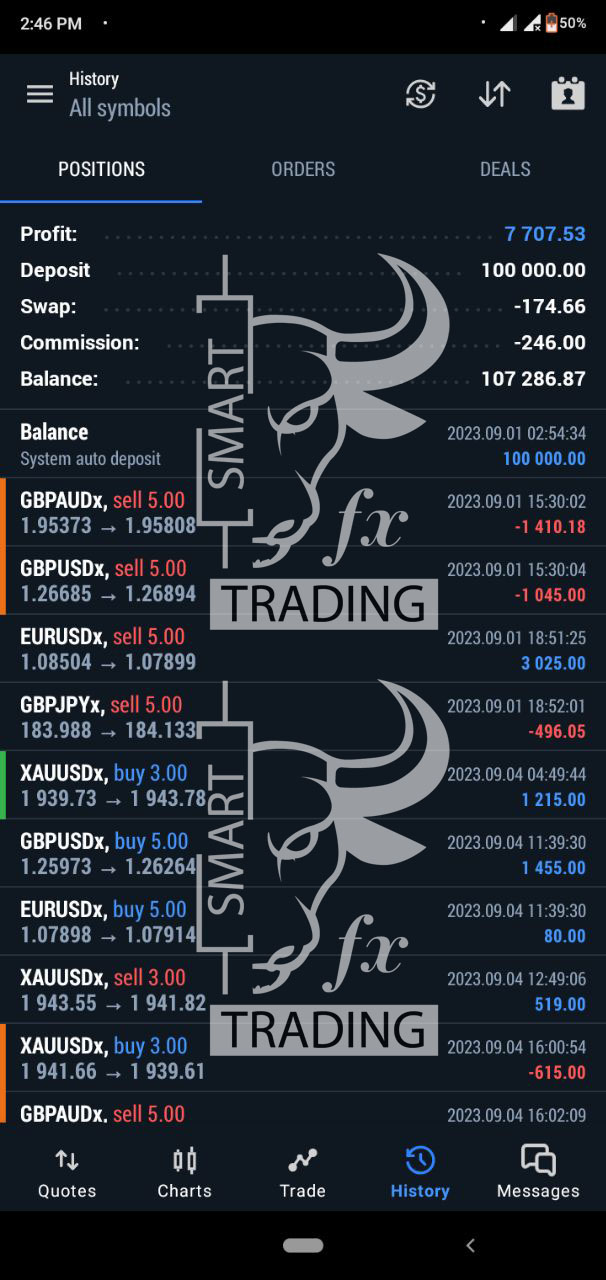 2:46 PM
50%
History
All symbols
POSITIONS ORDERS DEALS
Profit: 7 707.53
Deposit 100 000.00
Swap: -174.66
Commission: -246.00
Balance: 107 286.87
Balance 2023.09.01 02:54:34
System auto deposit 100 000.00
GBPAUDx, sell 5.00 2023.09.01 15:30:02
1.95373 → 1.95808 -1 410.18
GBPUSDx, sell 5.00 2023.09.01 15:30:04
1.26685 → 1.26894 -1 045.00
EURUSDx, sell 5.00 2023.09.01 18:51:25
1.08504 → 1.07899 3 025.00
GBPJPYx, sell 5.00 2023.09.01 18:52:01
183.988 → 184.133 -496.05
XAUUSDx, buy 3.00 2023.09.04 04:49:44
1 939.73 → 1 943.78 1 215.00
GBPUSDx, buy 5.00 2023.09.04 11:39:30
1.25973 → 1.26264 1 455.00
EURUSDx, buy 5.00 2023.09.04 11:39:30
1.07898 → 1.07914 80.00
XAUUSDx, sell 3.00 2023.09.04 12:49:06
1 943.55 → 1 941.82 519.00
XAUUSDx, buy 3.00 2023.09.04 16:00:54
1 941.66 → 1 939.61 -615.00
GBPAUDx, sell 5.00 2023.09.04 16:02:09
SMART
fx
TRADING
SMART
fx
TRADING
Quotes Charts Trade History Messages